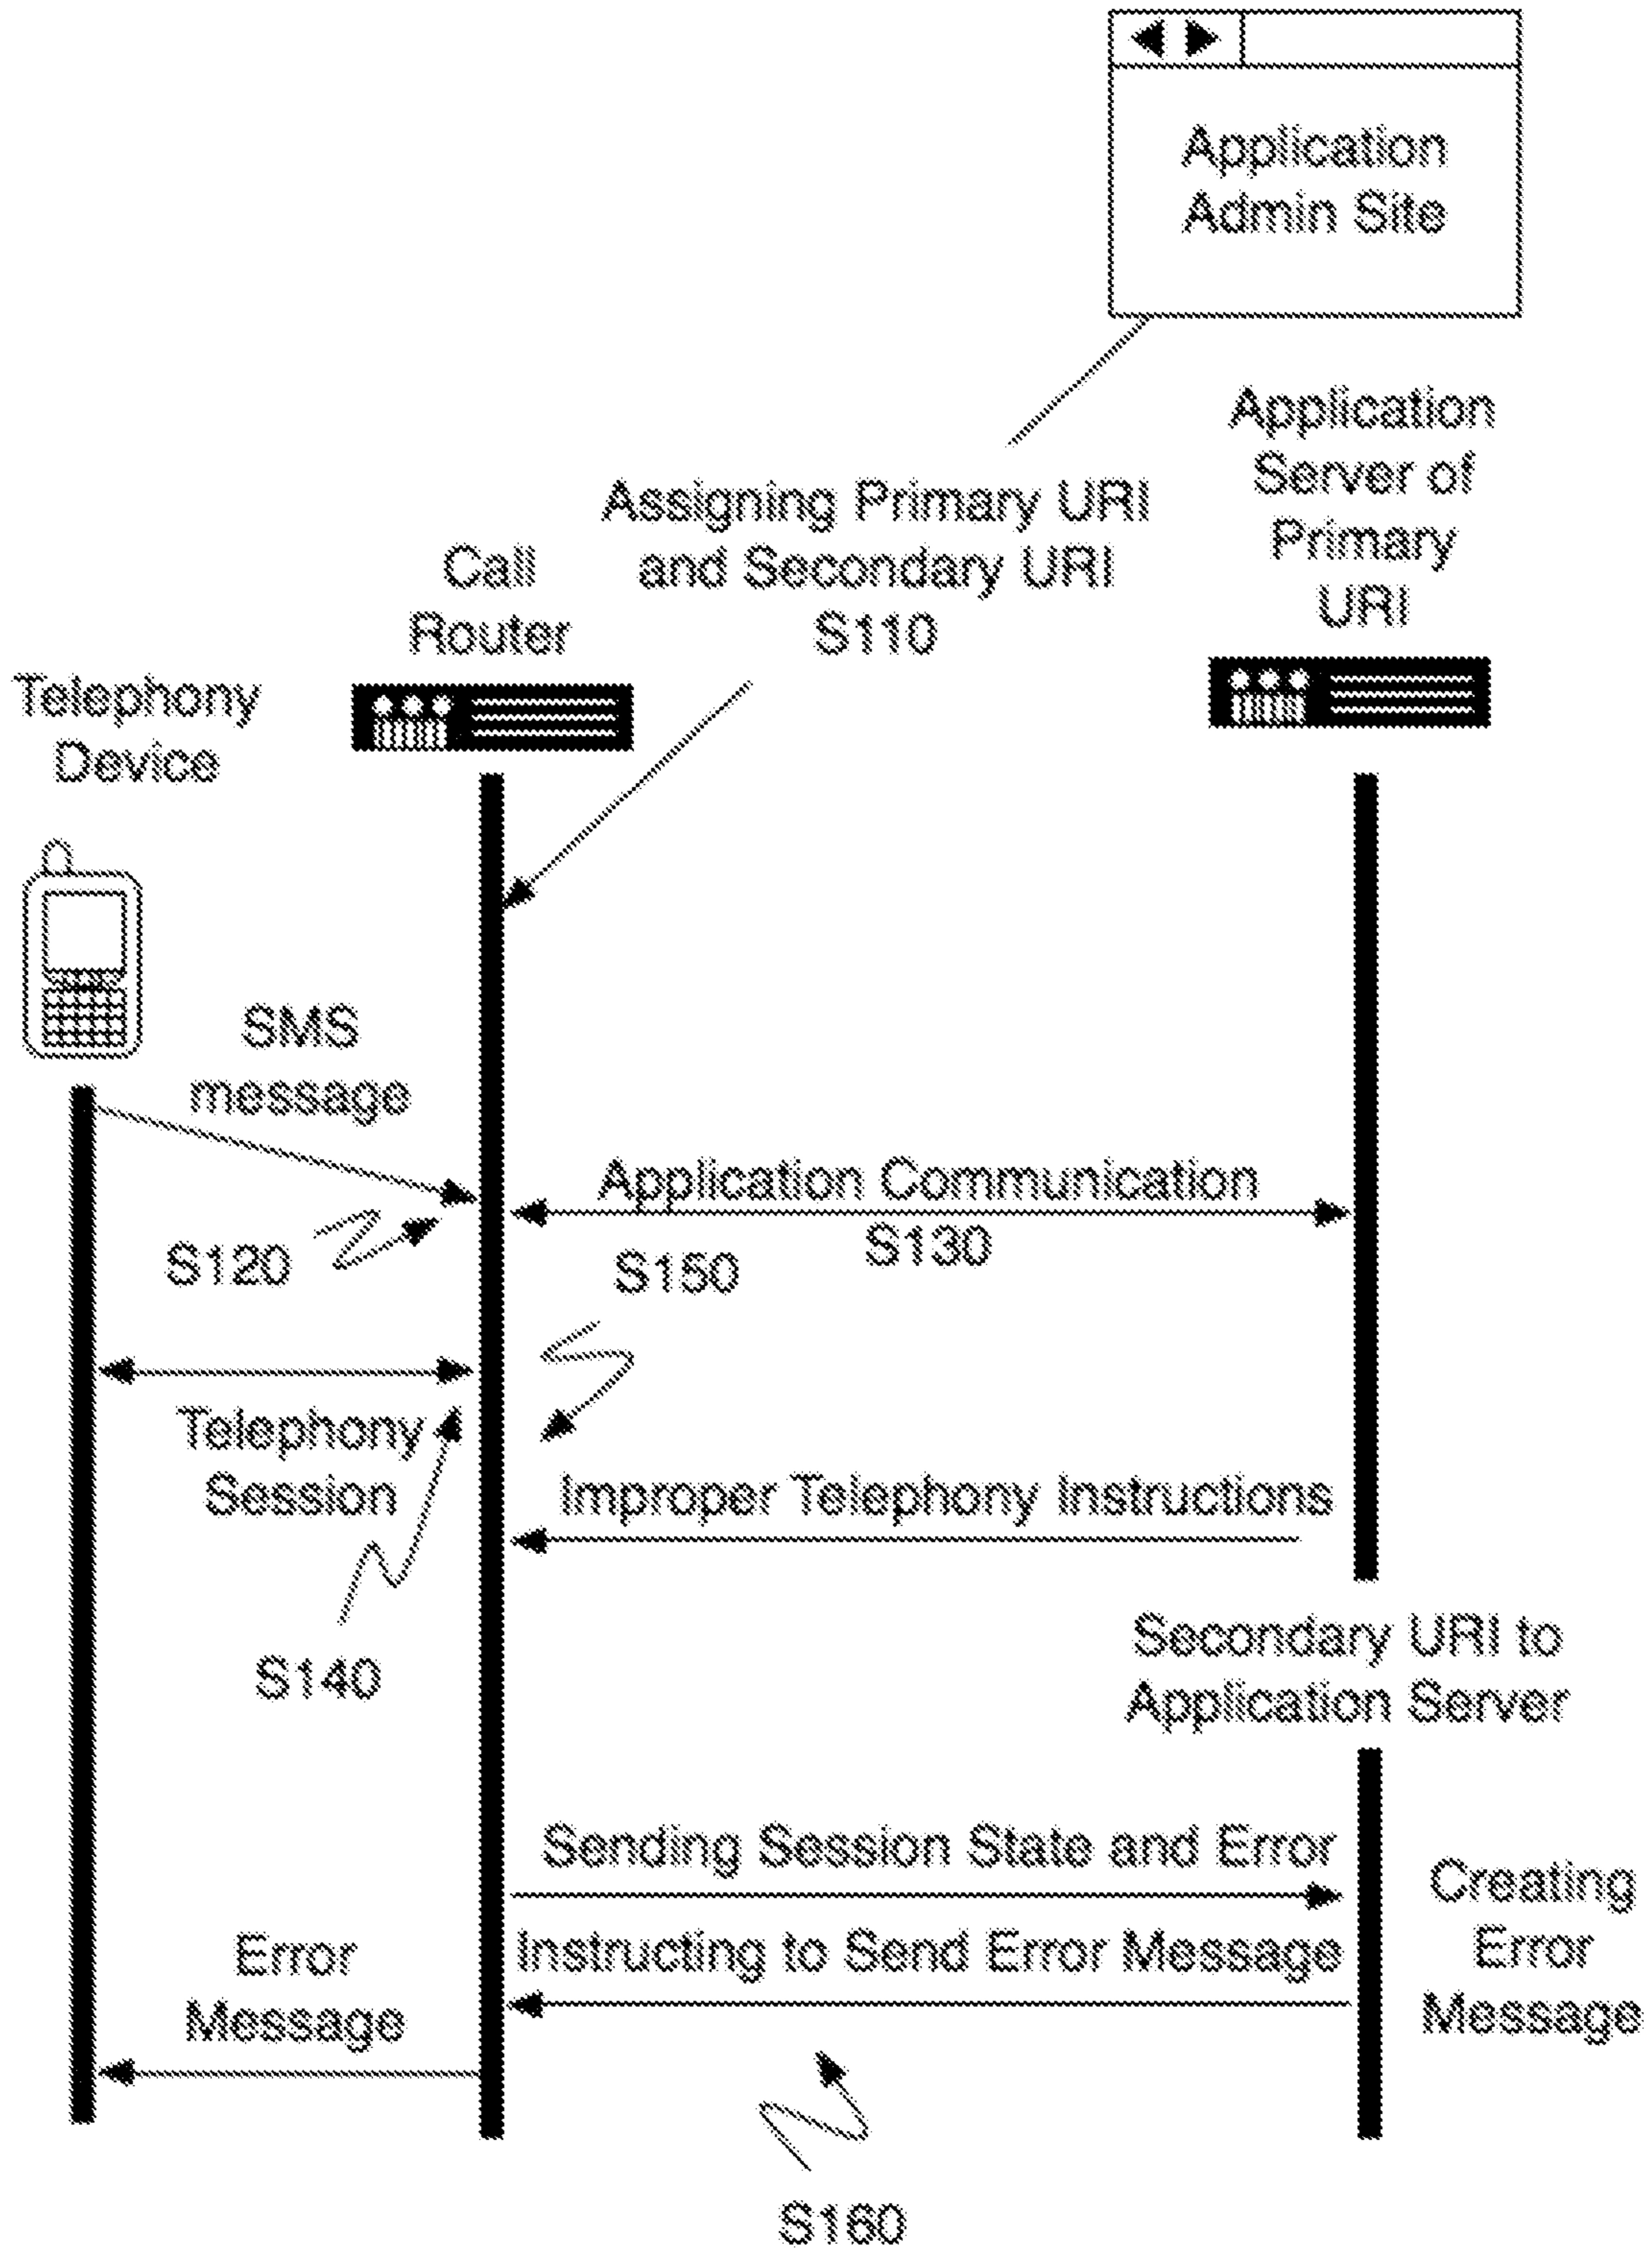 Application
Admin Site
Application
Server of
Primary
URI
Assigning Primary URI
and Secondary URI
S110
Call
Router
Telephony
Device
SMS
message
Application Communication
S130
S120
S150
Telephony
Session
Improper Telephony Instructions
S140
Secondary URI to
Application Server
Sending Session State and Error
Creating
Error
Message
Instructing to Send Error Message
Error
Message
S160